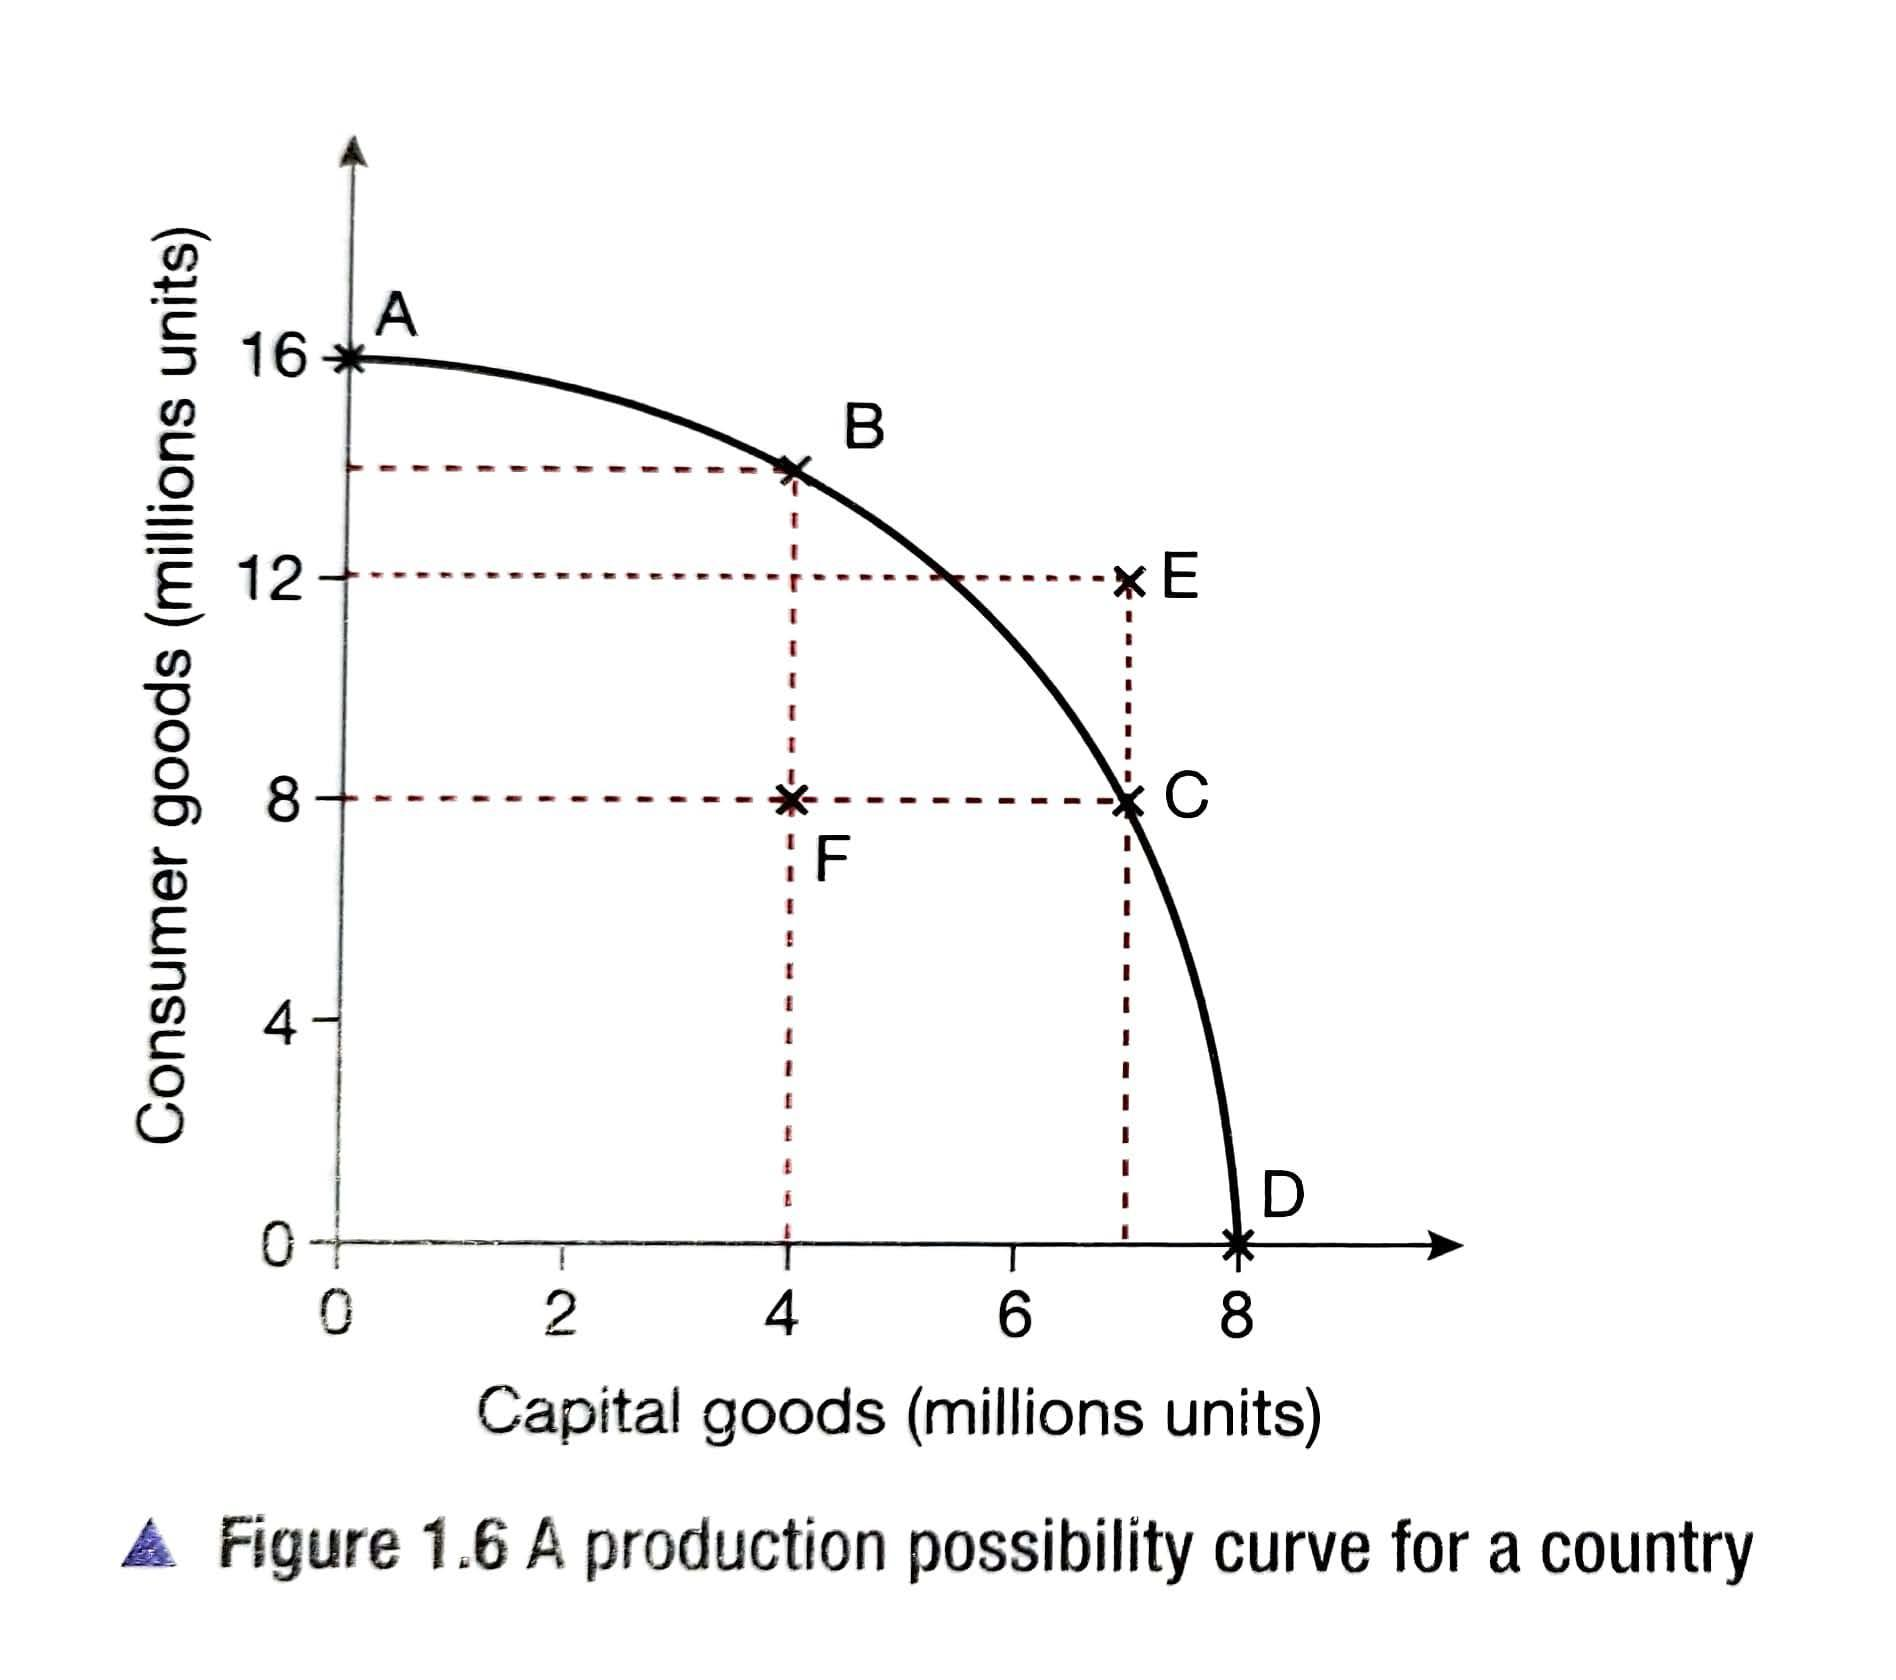 Consumer goods (millions units)
A
16
B
12
E
8
C
F
4
D
0
0 2 4 6 8
Capital goods (millions units)
Figure 1.6 A production possibility curve for a country